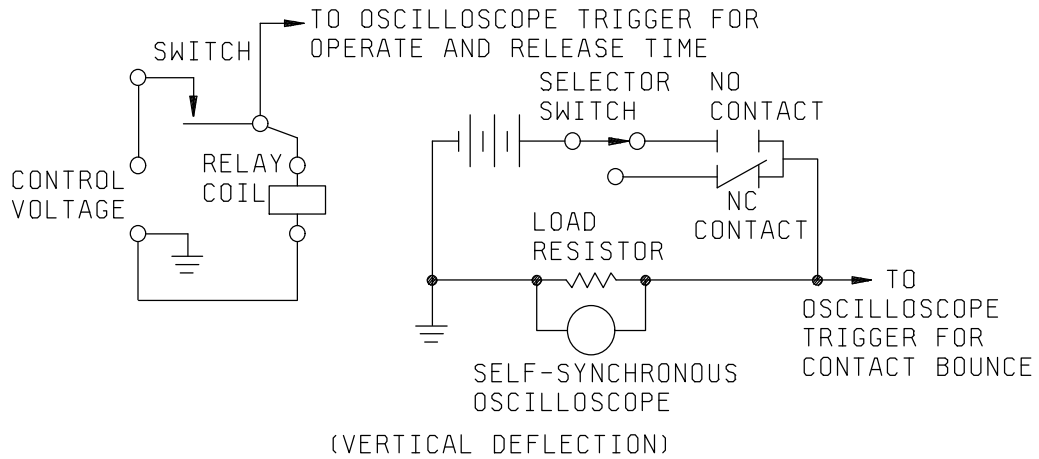 TO OSCILLOSCOPE TRIGGER FOR
OPERATE AND RELEASE TIME
SWITCH
SELECTOR
SWITCH
NO
CONTACT
RELAY
COIL
CONTROL
VOLTAGE
NC
CONTACT
LOAD
RESISTOR
TO
OSCILLOSCOPE
TRIGGER FOR
CONTACT BOUNCE
SELF-SYNCHRONOUS
OSCILLOSCOPE
(VERTICAL DEFLECTION)